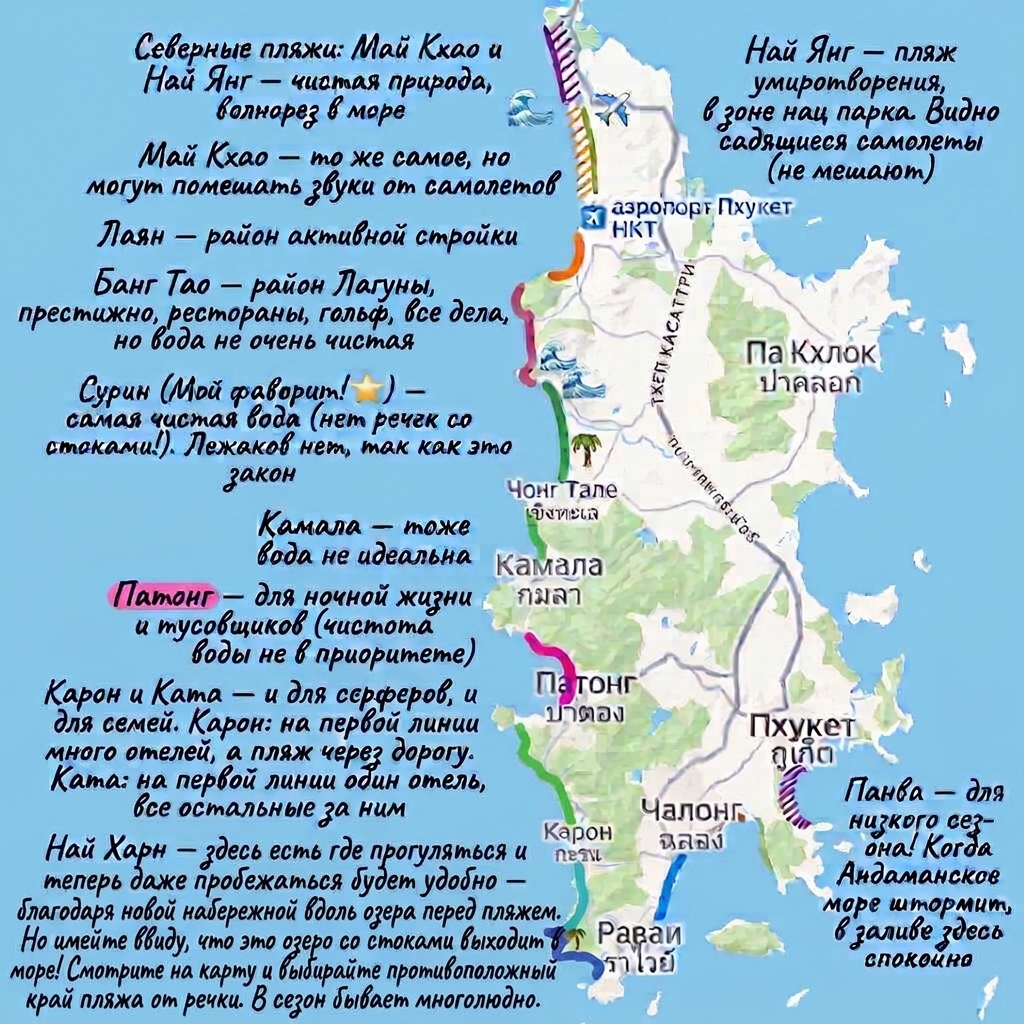 Северные пляжи: Май Кхао и
Най Янг — чистая природа,
волнорез в море
Най Янг — пляж
умиротворения,
в зоне нац парка. Видно
садящиеся самолеты
(не мешают)
Май Кхао — то же самое, но
могут помешать звуки от самолетов
аэропорт Пхукет
HKT
Лаян — район активной стройки
Банг Тао — район Лагуны,
престижно, рестораны, гольф, все дела,
но вода не очень чистая
ТХЕП КАСАТТРИ
Па Кхлок
ป่าคลอก
Сурин (Мой фаворит!⭐) —
самая чистая вода (нет речек со
стоками!). Лежаков нет, так как это
закон
Чонг Тале
เชิงทะเล
Камала — тоже
вода не идеальна
Камала
กมลา
Патонг — для ночной жизни
и тусовщиков (чистота
воды не в приоритете)
Патонг
ป่าตอง
Карон и Ката — и для серферов, и
для семей. Карон: на первой линии
много отелей, а пляж через дорогу.
Ката: на первой линии один отель,
все остальные за ним
Пхукет
ภูเก็ต
Чалонг
ฉลอง
Карон
กะรน
Панва — для
низкого сез-
она! Когда
Андаманское
море штормит,
в заливе здесь
спокойно
Най Харн — здесь есть где прогуляться и
теперь даже пробежаться будет удобно —
благодаря новой набережной вдоль озера перед пляжем.
Но имейте ввиду, что это озеро со стоками выходит в
море! Смотрите на карту и выбирайте противоположный
край пляжа от речки. В сезон бывает многолюдно.
Раваи
ราไวย์